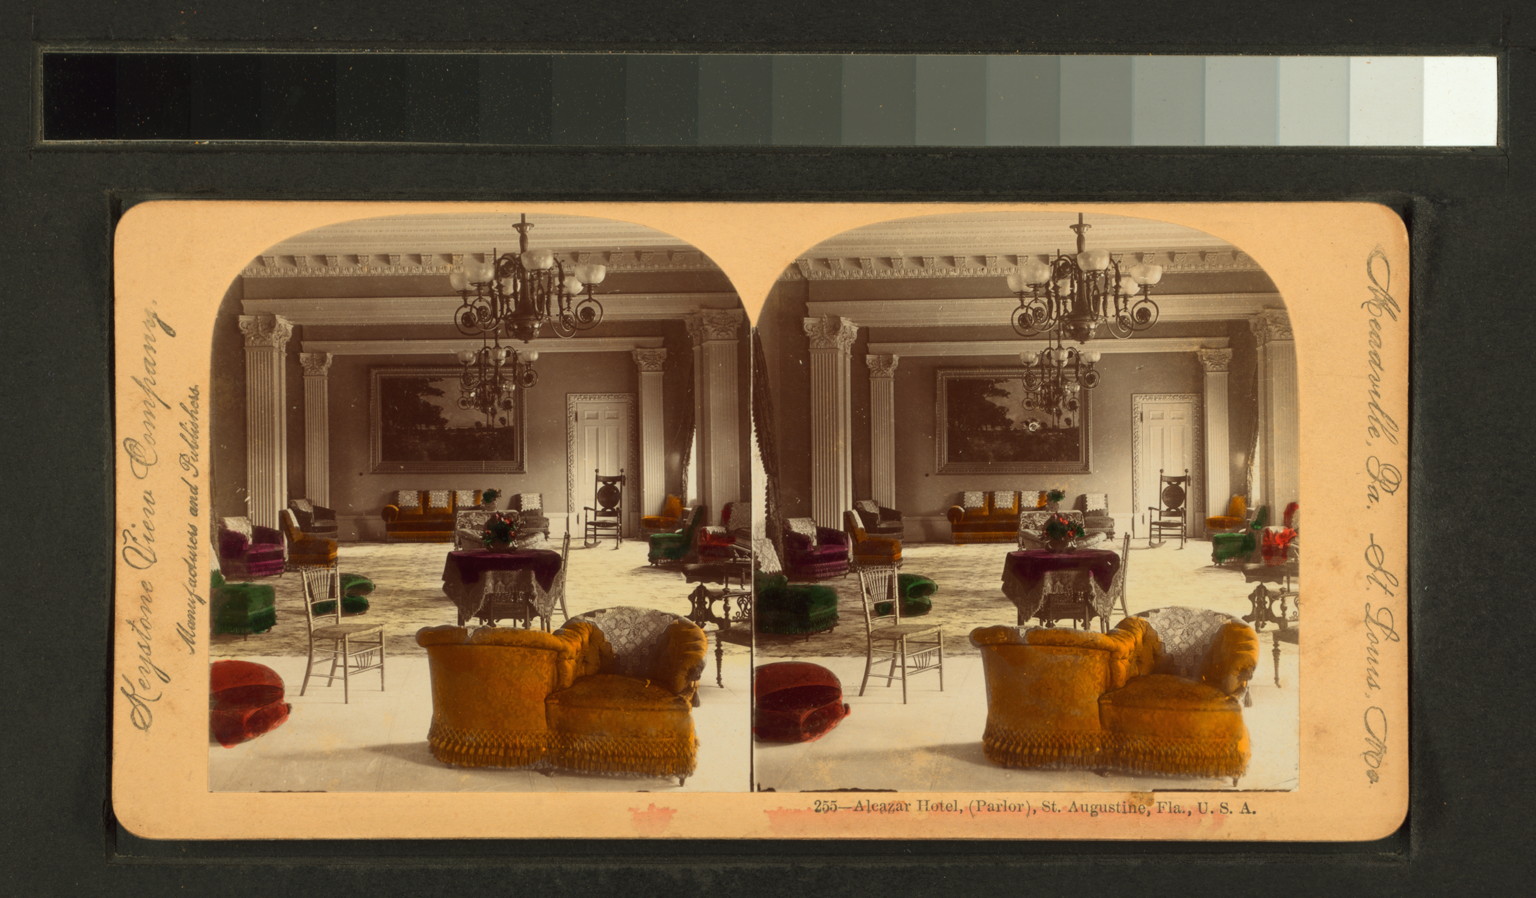 Keystone View Company.
Manufacturers and Publishers.
Meadville, Pa. St. Louis, Mo.
255—Alcazar Hotel, (Parlor), St. Augustine, Fla., U. S. A.